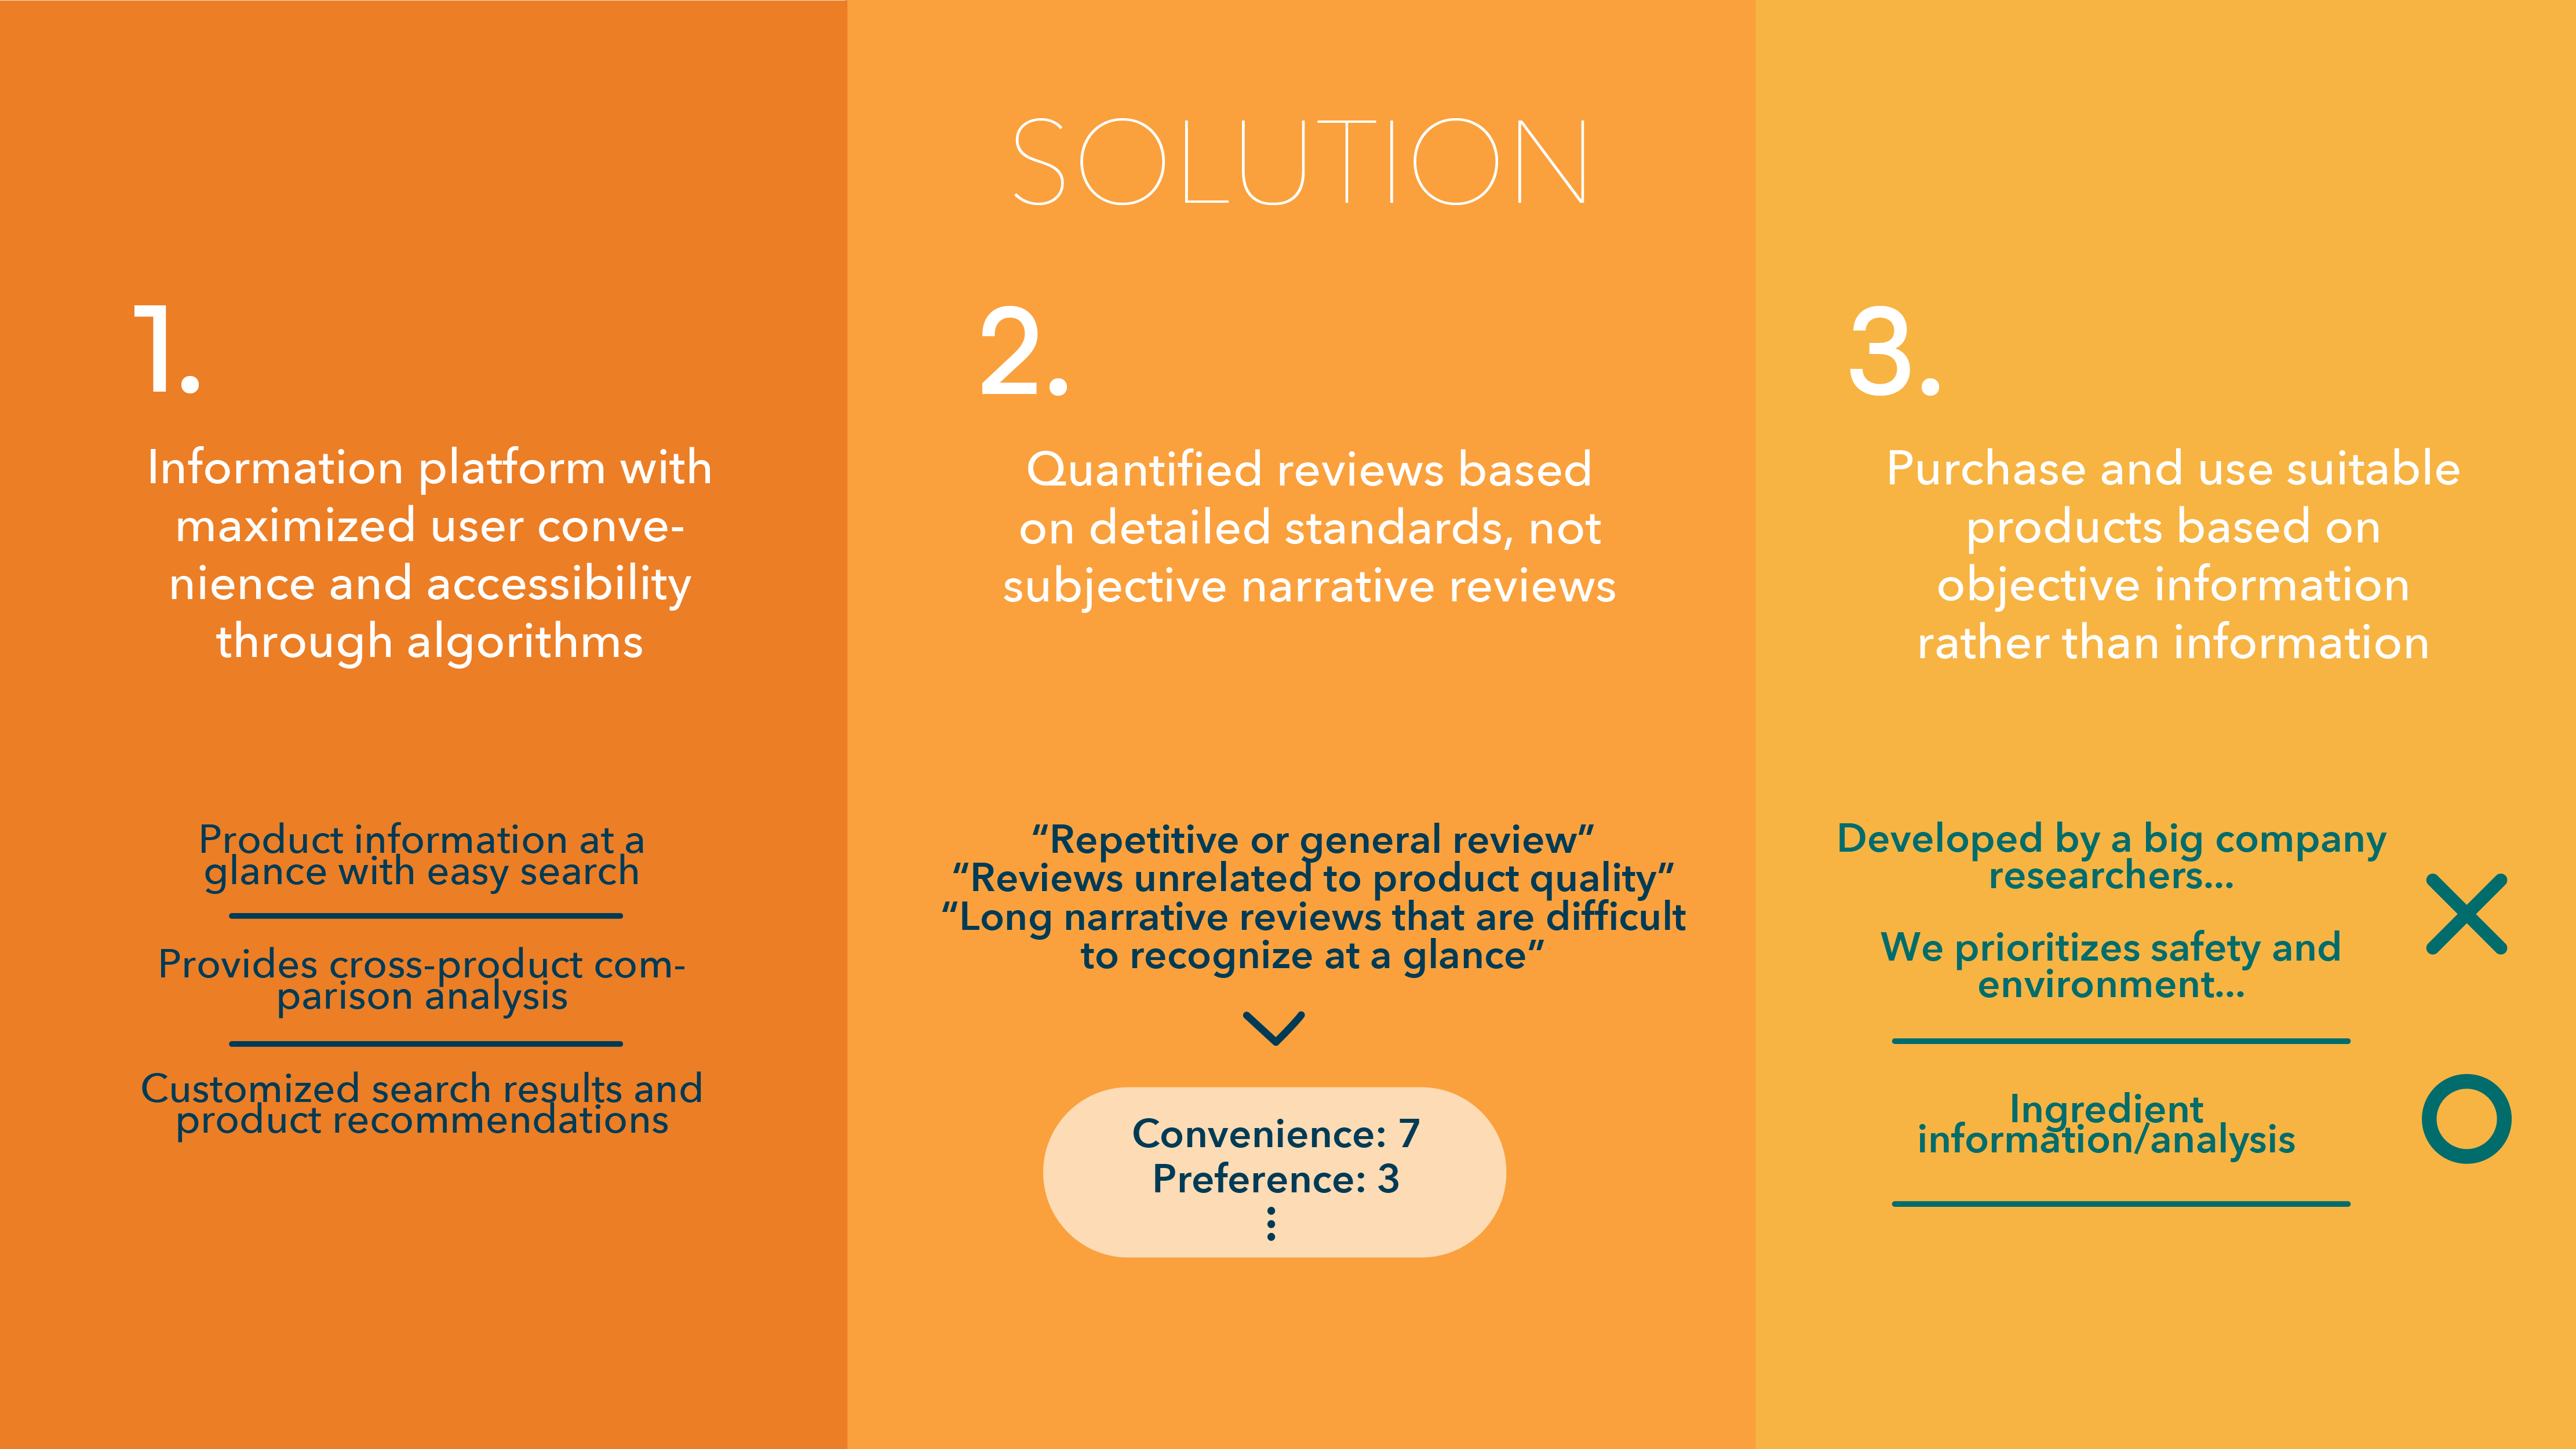 SOLUTION
1.
Information platform with
maximized user conve-
nience and accessibility
through algorithms
Product information at a
glance with easy search
Provides cross-product com-
parison analysis
Customized search results and
product recommendations
2.
Quantified reviews based
on detailed standards, not
subjective narrative reviews
“Repetitive or general review”
“Reviews unrelated to product quality”
“Long narrative reviews that are difficult
to recognize at a glance”
Convenience: 7
Preference: 3
3.
Purchase and use suitable
products based on
objective information
rather than information
Developed by a big company
researchers...
We prioritizes safety and
environment...
Ingredient
information/analysis